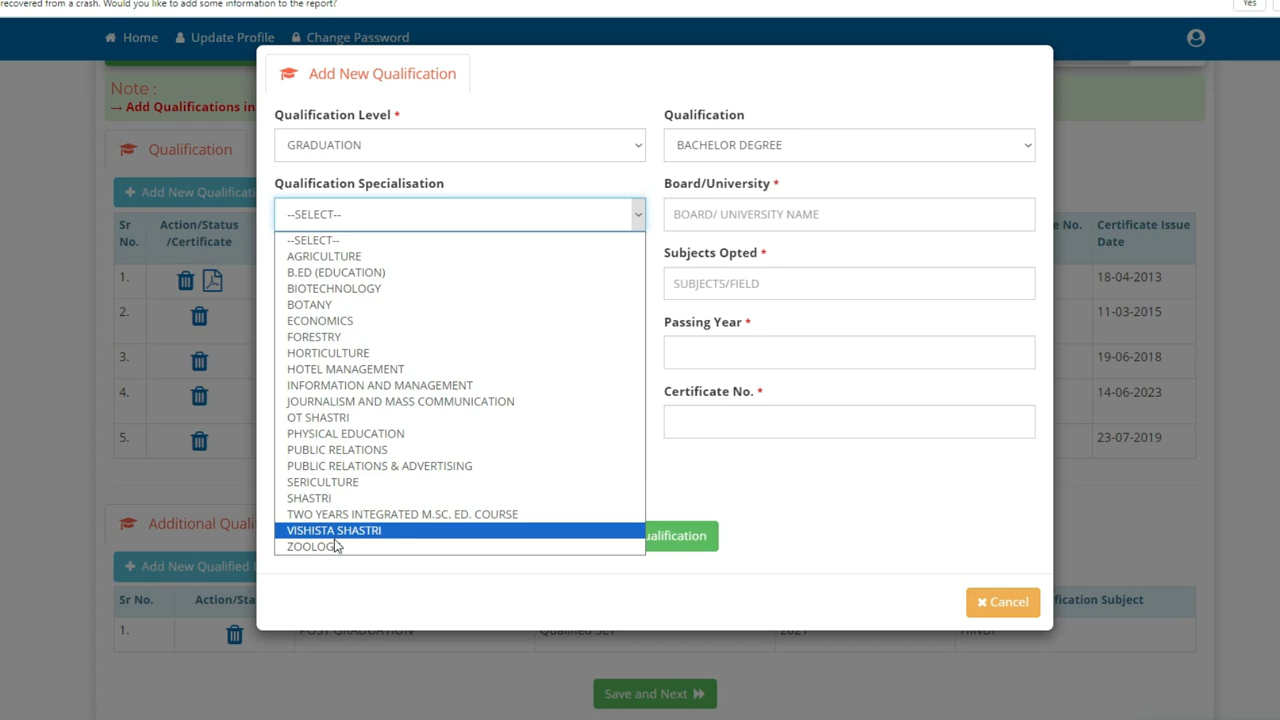 recovered from a crash. Would you like to add some information to the report?
Yes
Home
Update Profile
Change Password
Note :
→ Add Qualifications in
Qualification
+ Add New Qualificati
Sr No.
Action/Status /Certificate
No.
Certificate Issue Date
1.
18-04-2013
2.
11-03-2015
3.
19-06-2018
4.
14-06-2023
5.
23-07-2019
Additional Quali
+ Add New Qualified
Sr No.
Action/Sta
fication Subject
1.
POST GRADUATION
Qualified SET
2021
HINDI
Save and Next
Add New Qualification
Qualification Level *
GRADUATION
Qualification
BACHELOR DEGREE
Qualification Specialisation
--SELECT--
Board/University *
BOARD/ UNIVERSITY NAME
--SELECT--
AGRICULTURE
B.ED (EDUCATION)
BIOTECHNOLOGY
BOTANY
ECONOMICS
FORESTRY
HORTICULTURE
HOTEL MANAGEMENT
INFORMATION AND MANAGEMENT
JOURNALISM AND MASS COMMUNICATION
OT SHASTRI
PHYSICAL EDUCATION
PUBLIC RELATIONS
PUBLIC RELATIONS & ADVERTISING
SERICULTURE
SHASTRI
TWO YEARS INTEGRATED M.SC. ED. COURSE
VISHISTA SHASTRI
ZOOLOG
Subjects Opted *
SUBJECTS/FIELD
Passing Year *
Certificate No. *
ualification
Cancel